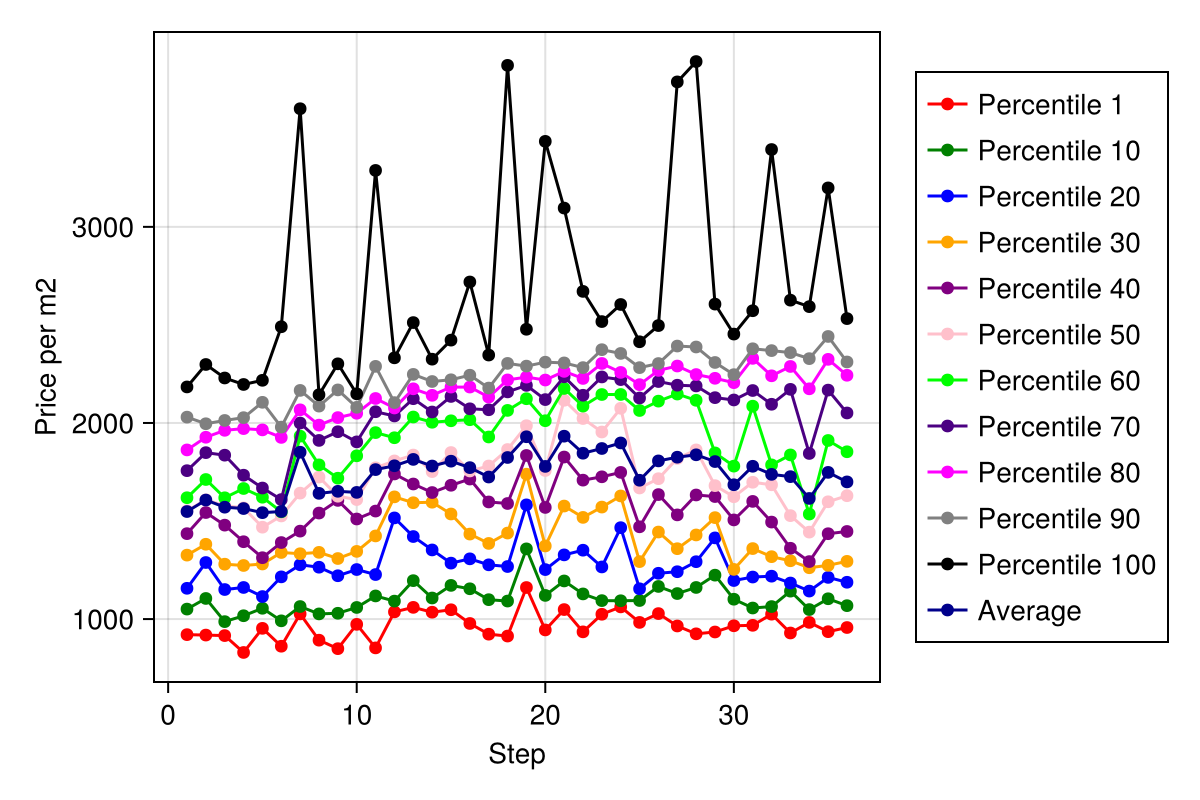 3000
2000
1000
Price per m2
0 10 20 30
Step
Percentile 1
Percentile 10
Percentile 20
Percentile 30
Percentile 40
Percentile 50
Percentile 60
Percentile 70
Percentile 80
Percentile 90
Percentile 100
Average